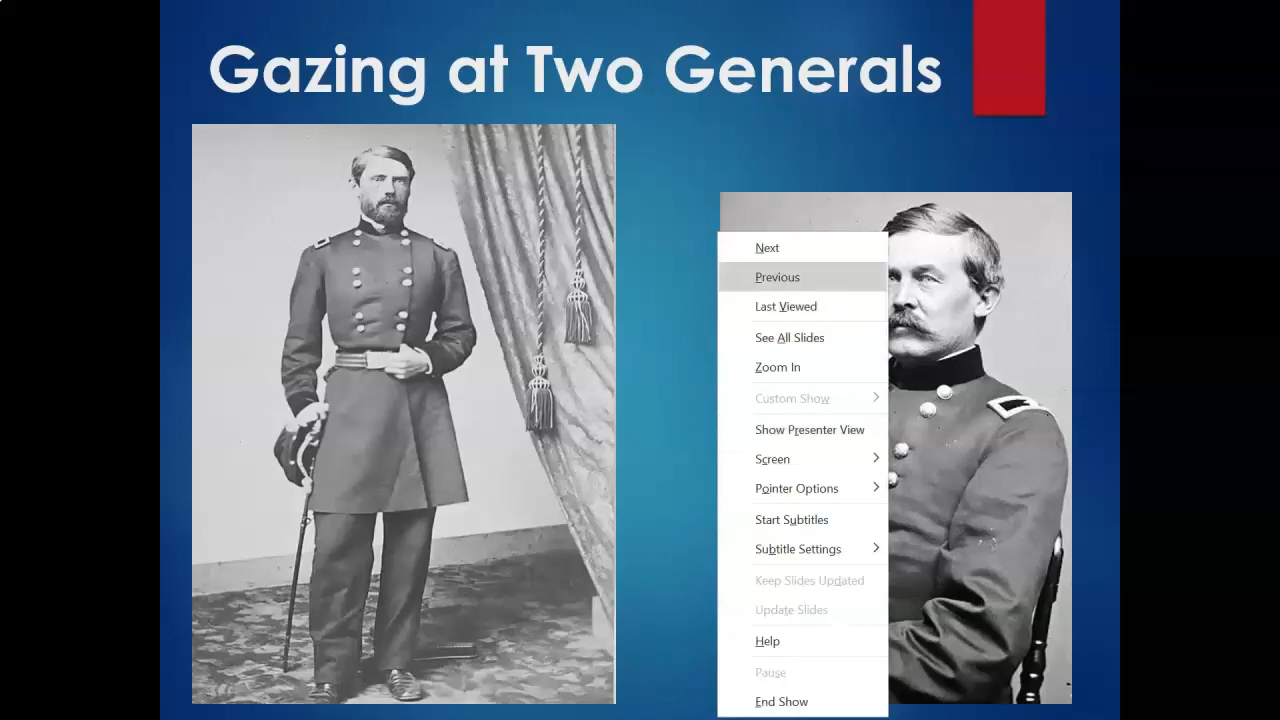 Gazing at Two Generals
Next
Previous
Last Viewed
See All Slides
Zoom In
Custom Show
Show Presenter View
Screen
Pointer Options
Start Subtitles
Subtitle Settings
Keep Slides Updated
Update Slides
Help
Pause
End Show